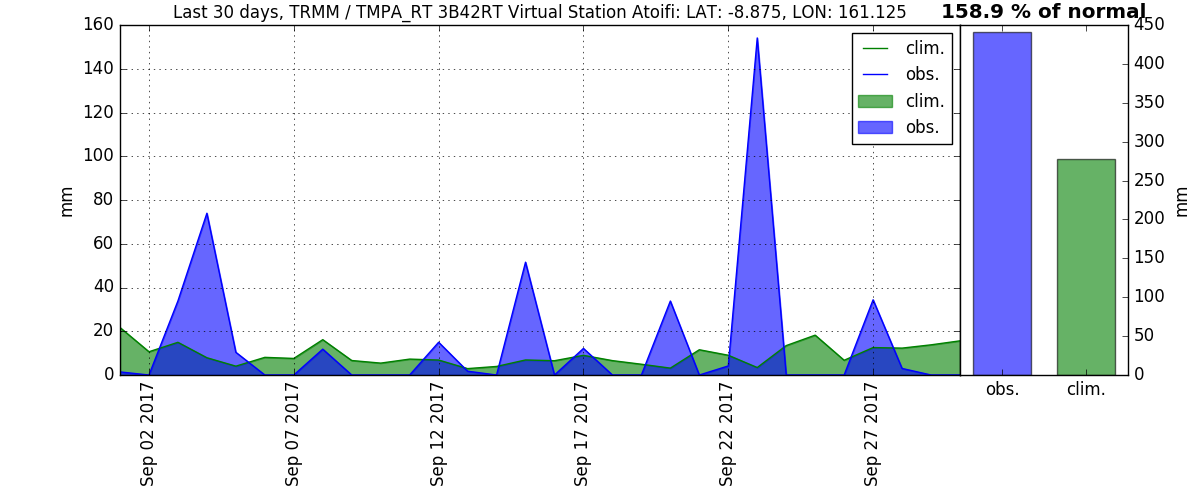 Last 30 days, TRMM / TMPA_RT 3B42RT Virtual Station Atoifi: LAT: -8.875, LON: 161.125
158.9 % of normal
160
140
120
100
80
60
40
20
0
mm
clim.
obs.
clim.
obs.
Sep 02 2017
Sep 07 2017
Sep 12 2017
Sep 17 2017
Sep 22 2017
Sep 27 2017
450
400
350
300
250
200
150
100
50
0
mm
obs.
clim.